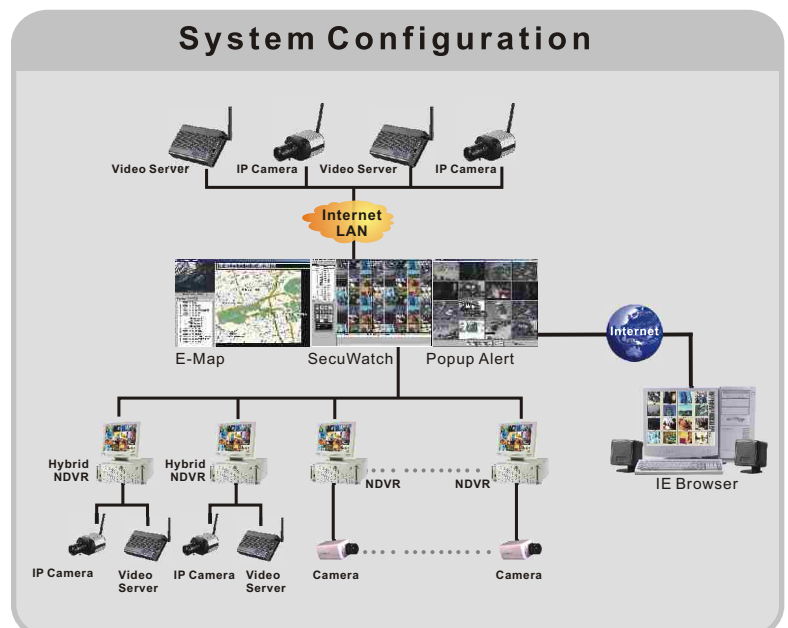 System Configuration
Video Server
IP Camera
Video Server
IP Camera
Internet
LAN
E-Map
SecuWatch
Popup Alert
Internet
IE Browser
Hybrid
NDVR
Hybrid
NDVR
NDVR
NDVR
IP Camera
Video
Server
IP Camera
Video
Server
Camera
Camera